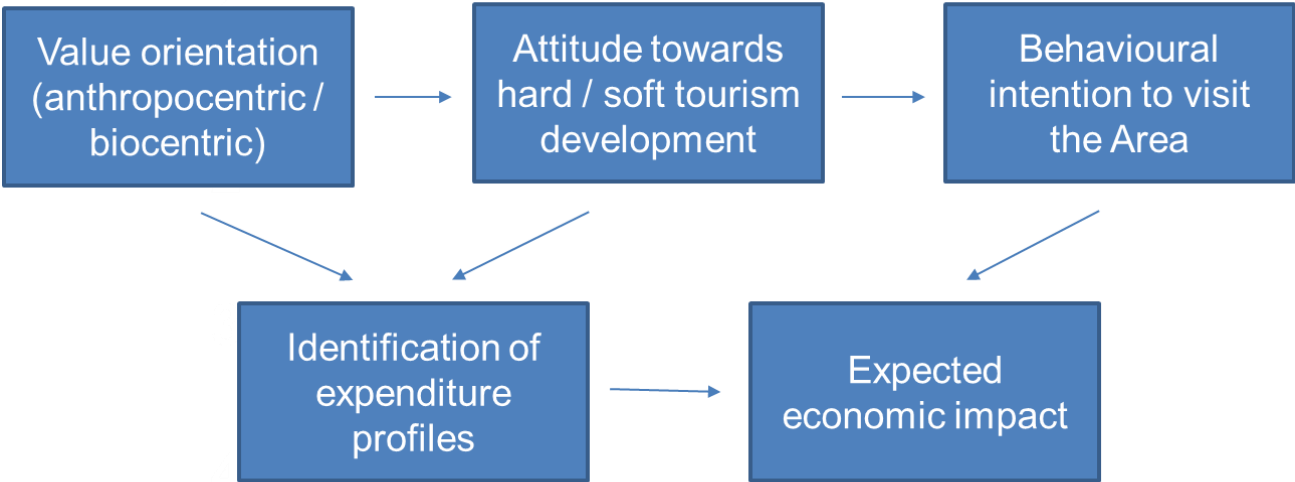 Value orientation
(anthropocentric /
biocentric)
Attitude towards
hard / soft tourism
development
Behavioural
intention to visit
the Area
Identification of
expenditure
profiles
Expected
economic impact